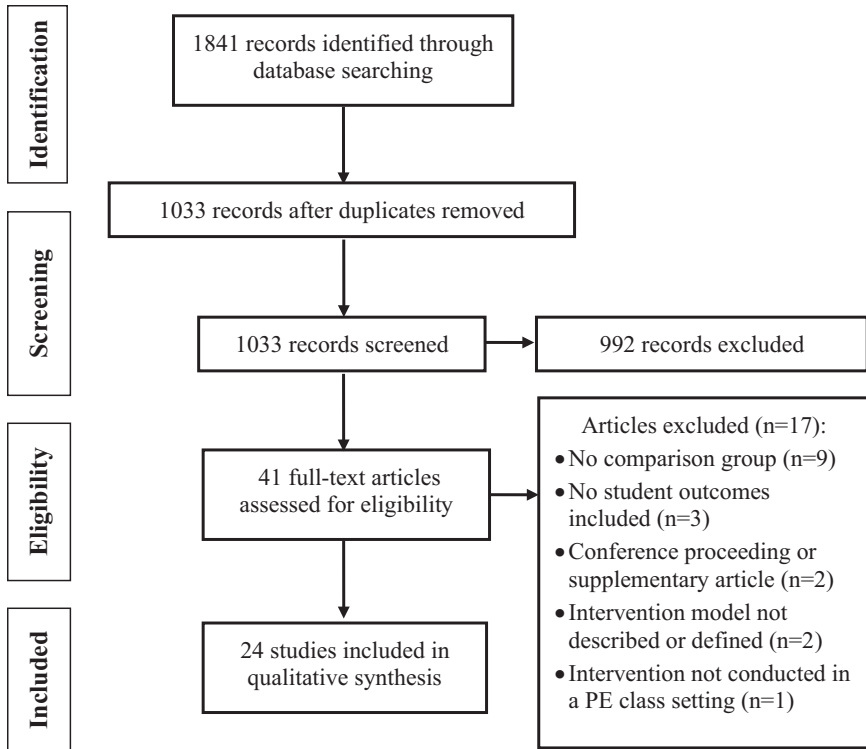 Identification
1841 records identified through
database searching
1033 records after duplicates removed
Screening
1033 records screened
992 records excluded
Eligibility
41 full-text articles
assessed for eligibility
Articles excluded (n=17):
•No comparison group (n=9)
•No student outcomes
included (n=3)
•Conference proceeding or
supplementary article (n=2)
•Intervention model not
described or defined (n=2)
•Intervention not conducted in
a PE class setting (n=1)
Included
24 studies included in
qualitative synthesis